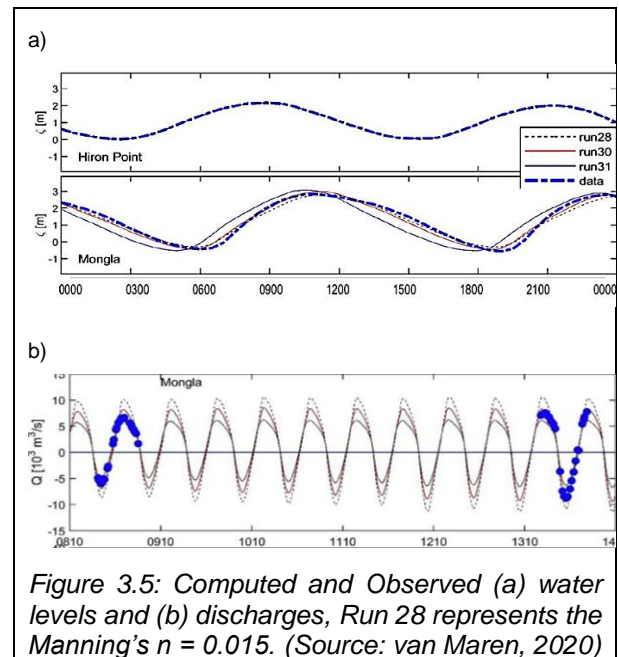 a)
3
2
1
0
-1
ζ [m]
Hiron Point
run28
run30
run31
data
3
2
1
0
-1
ζ [m]
Mongla
0000 0300 0600 0900 1200 1500 1800 2100 0000
b)
Mongla
15
10
5
0
-5
-10
-15
Q [10³ m³/s]
0810 0910 1010 1110 1210 1310 14
Figure 3.5: Computed and Observed (a) water
levels and (b) discharges, Run 28 represents the
Manning's n = 0.015. (Source: van Maren, 2020)